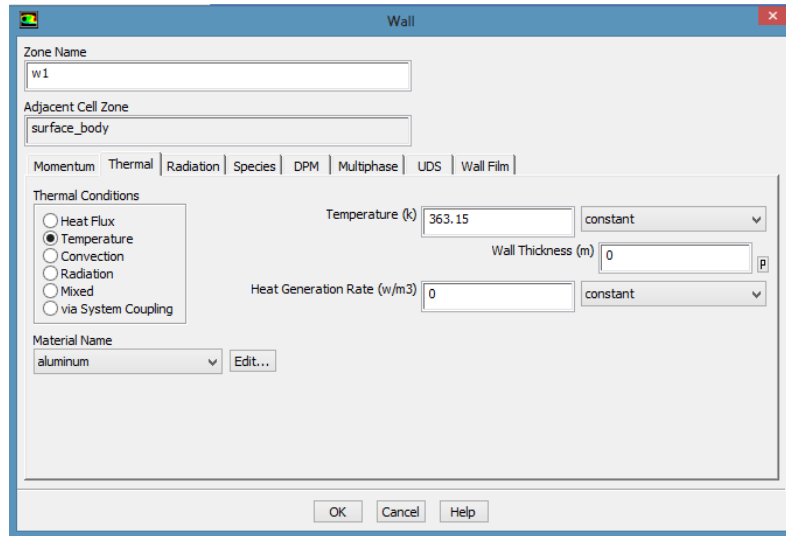 Wall
Zone Name
w1
Adjacent Cell Zone
surface_body
Momentum Thermal Radiation Species DPM Multiphase UDS Wall Film
Thermal Conditions
Heat Flux
Temperature
Convection
Radiation
Mixed
via System Coupling
Temperature (k) 363.15 constant
Wall Thickness (m) 0 P
Heat Generation Rate (w/m3) 0 constant
Material Name
aluminum Edit...
OK Cancel Help